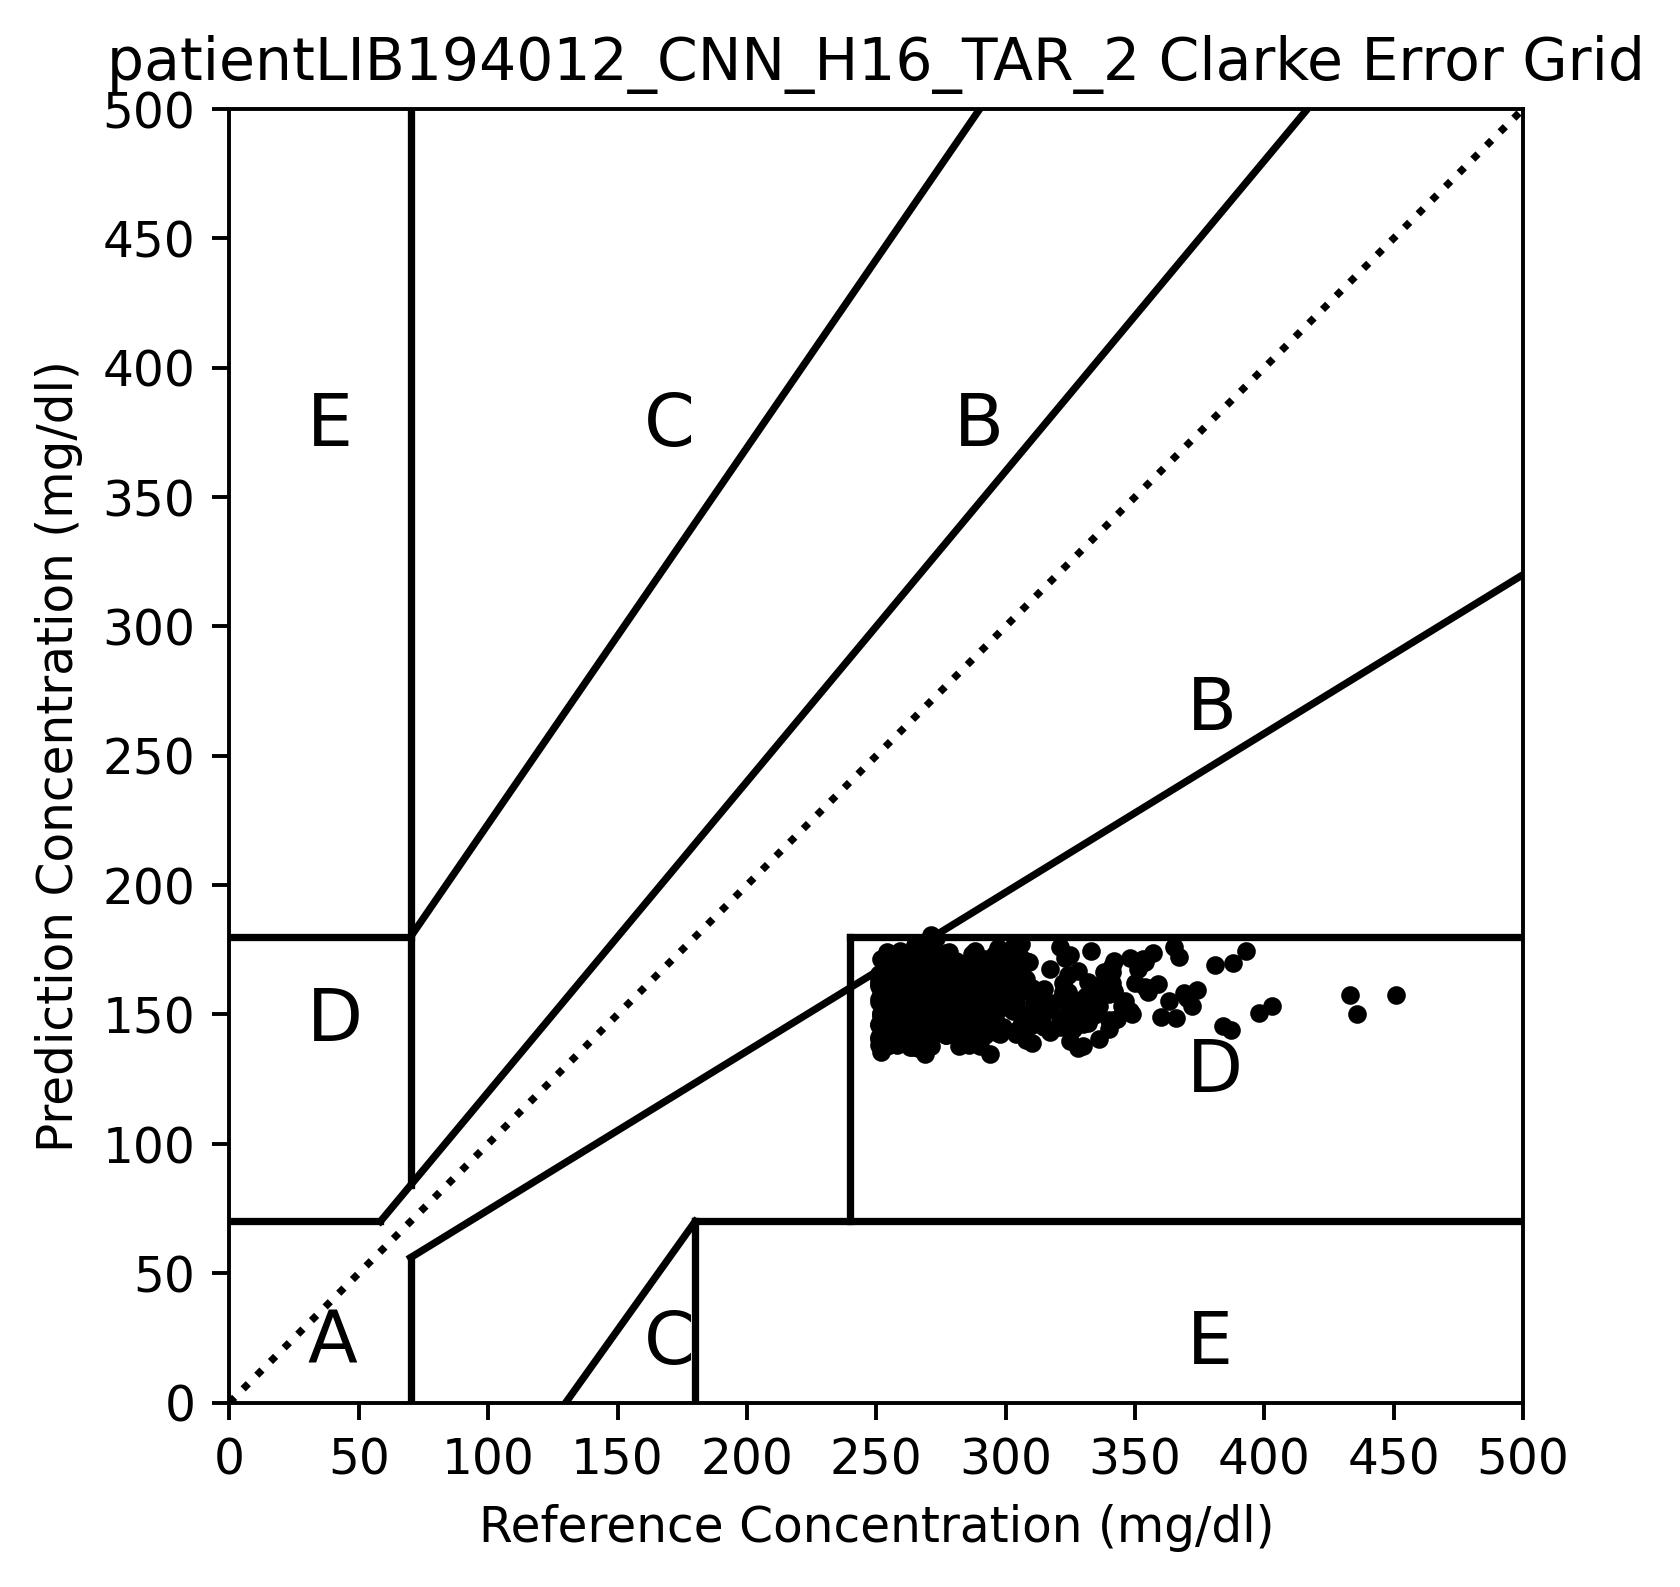 patientLIB194012_CNN_H16_TAR_2 Clarke Error Grid
500
450
400
350
300
250
200
150
100
50
0
Prediction Concentration (mg/dl)
E
C
B
B
D
D
A
C
E
0 50 100 150 200 250 300 350 400 450 500
Reference Concentration (mg/dl)